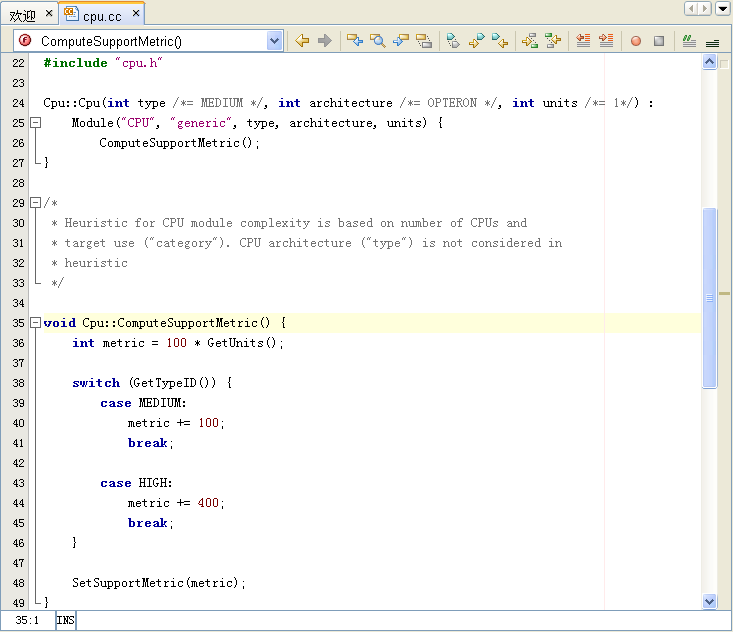 欢迎 cpu.cc
ComputeSupportMetric()
22 #include "cpu.h"
23
24 Cpu::Cpu(int type /*= MEDIUM */, int architecture /*= OPTERON */, int units /*= 1*/) :
25 Module("CPU", "generic", type, architecture, units) {
26 ComputeSupportMetric();
27 }
28
29 /*
30 * Heuristic for CPU module complexity is based on number of CPUs and
31 * target use ("category"). CPU architecture ("type") is not considered in
32 * heuristic
33 */
34
35 void Cpu::ComputeSupportMetric() {
36 int metric = 100 * GetUnits();
37
38 switch (GetTypeID()) {
39 case MEDIUM:
40 metric += 100;
41 break;
42
43 case HIGH:
44 metric += 400;
45 break;
46 }
47
48 SetSupportMetric(metric);
49 }
35:1 INS